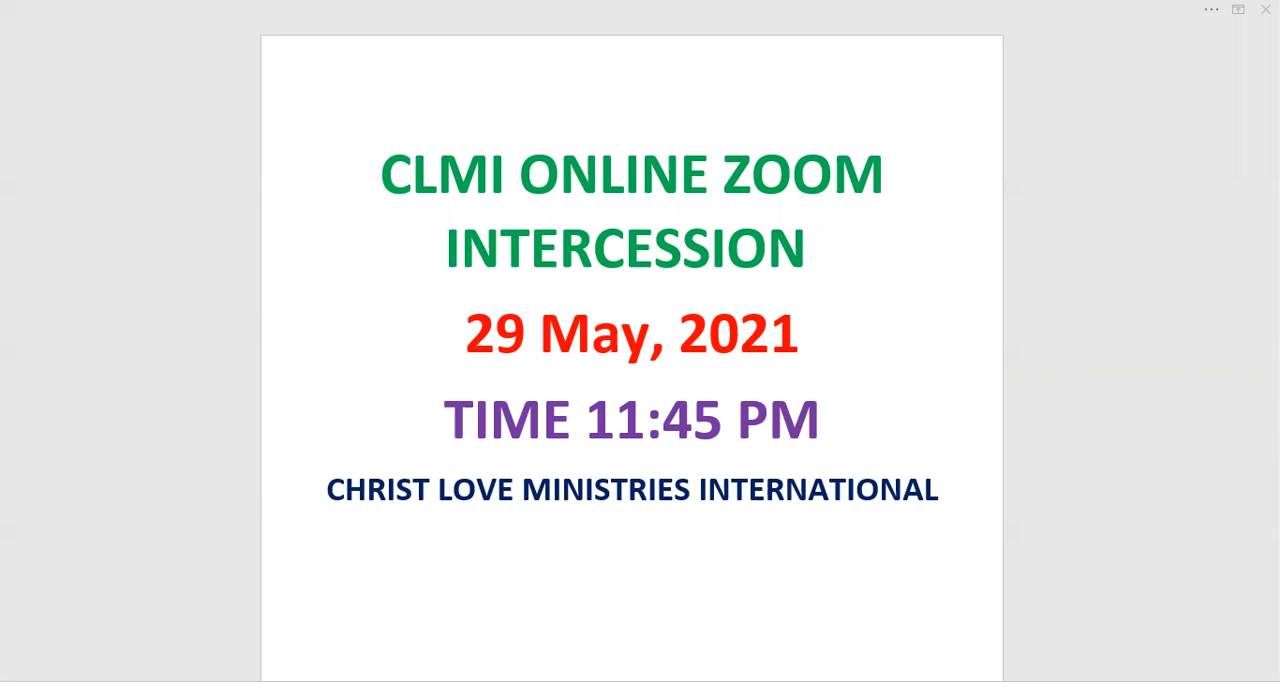 CLMI ONLINE ZOOM
INTERCESSION
29 May, 2021
TIME 11:45 PM
CHRIST LOVE MINISTRIES INTERNATIONAL